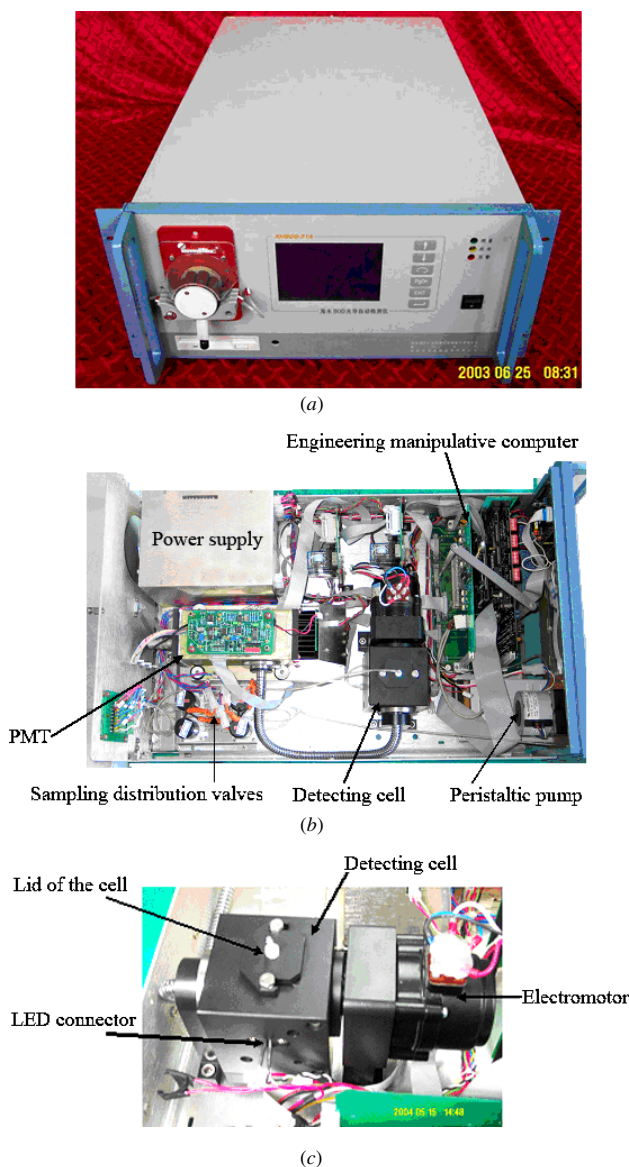 2003 06 25 08:31
(a)
Engineering manipulative computer
Power supply
PMT
Sampling distribution valves
Detecting cell
Peristaltic pump
(b)
Detecting cell
Lid of the cell
Electromotor
LED connector
2004 05 15 14:48
(c)